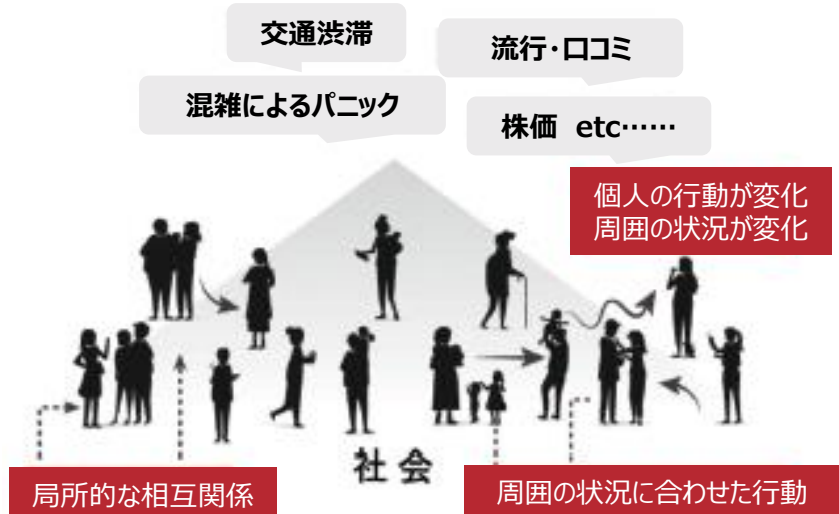 交通渋滞
流行・口コミ
混雑によるパニック
株価 etc……
個人の行動が変化
周囲の状況が変化
社会
局所的な相互関係
周囲の状況に合わせた行動